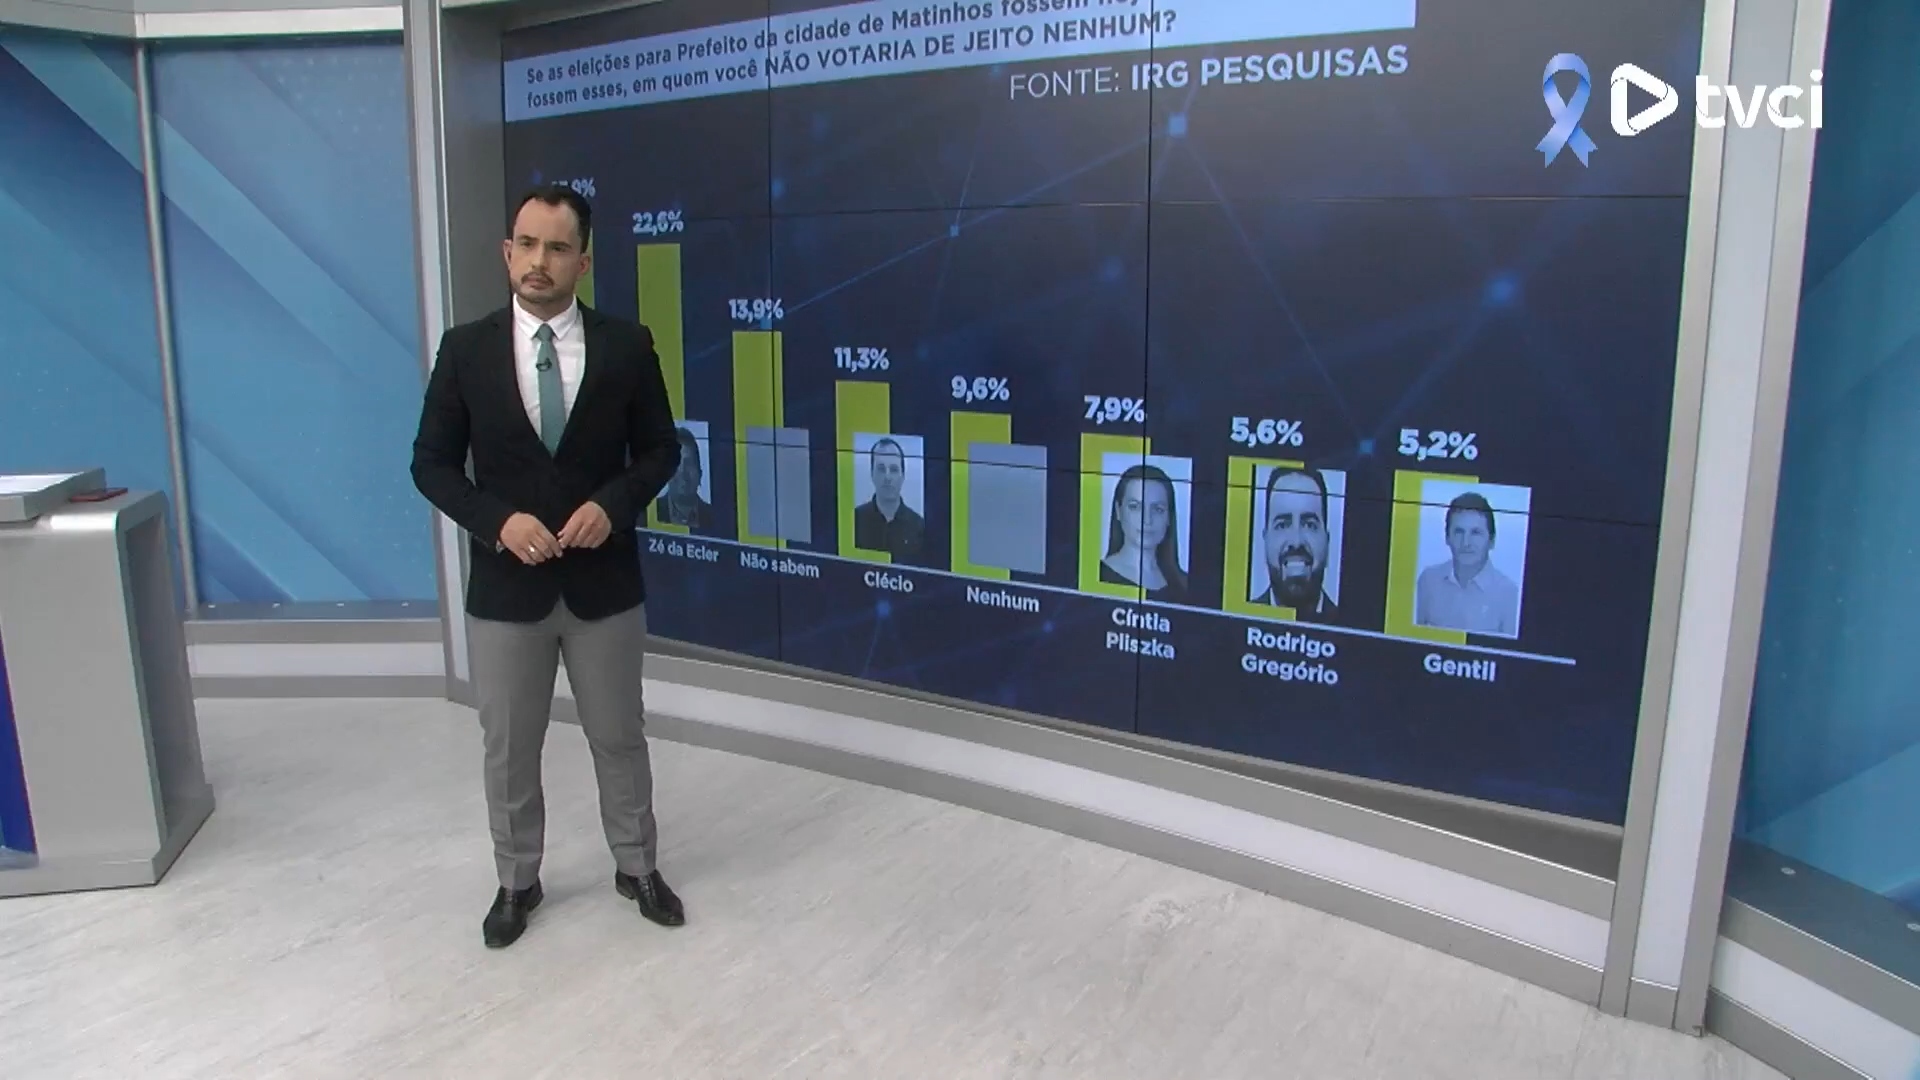 Se as eleições para Prefeito da cidade de Matinhos fossem
fossem esses, em quem você NÃO VOTARIA DE JEITO NENHUM?
FONTE: IRG PESQUISAS
tvci
22,6%
13,9%
11,3%
9,6%
7,9%
5,6%
5,2%
Zé da Ecler
Não sabem
Clécio
Nenhum
Cíntia
Pliszka
Rodrigo
Gregório
Gentil